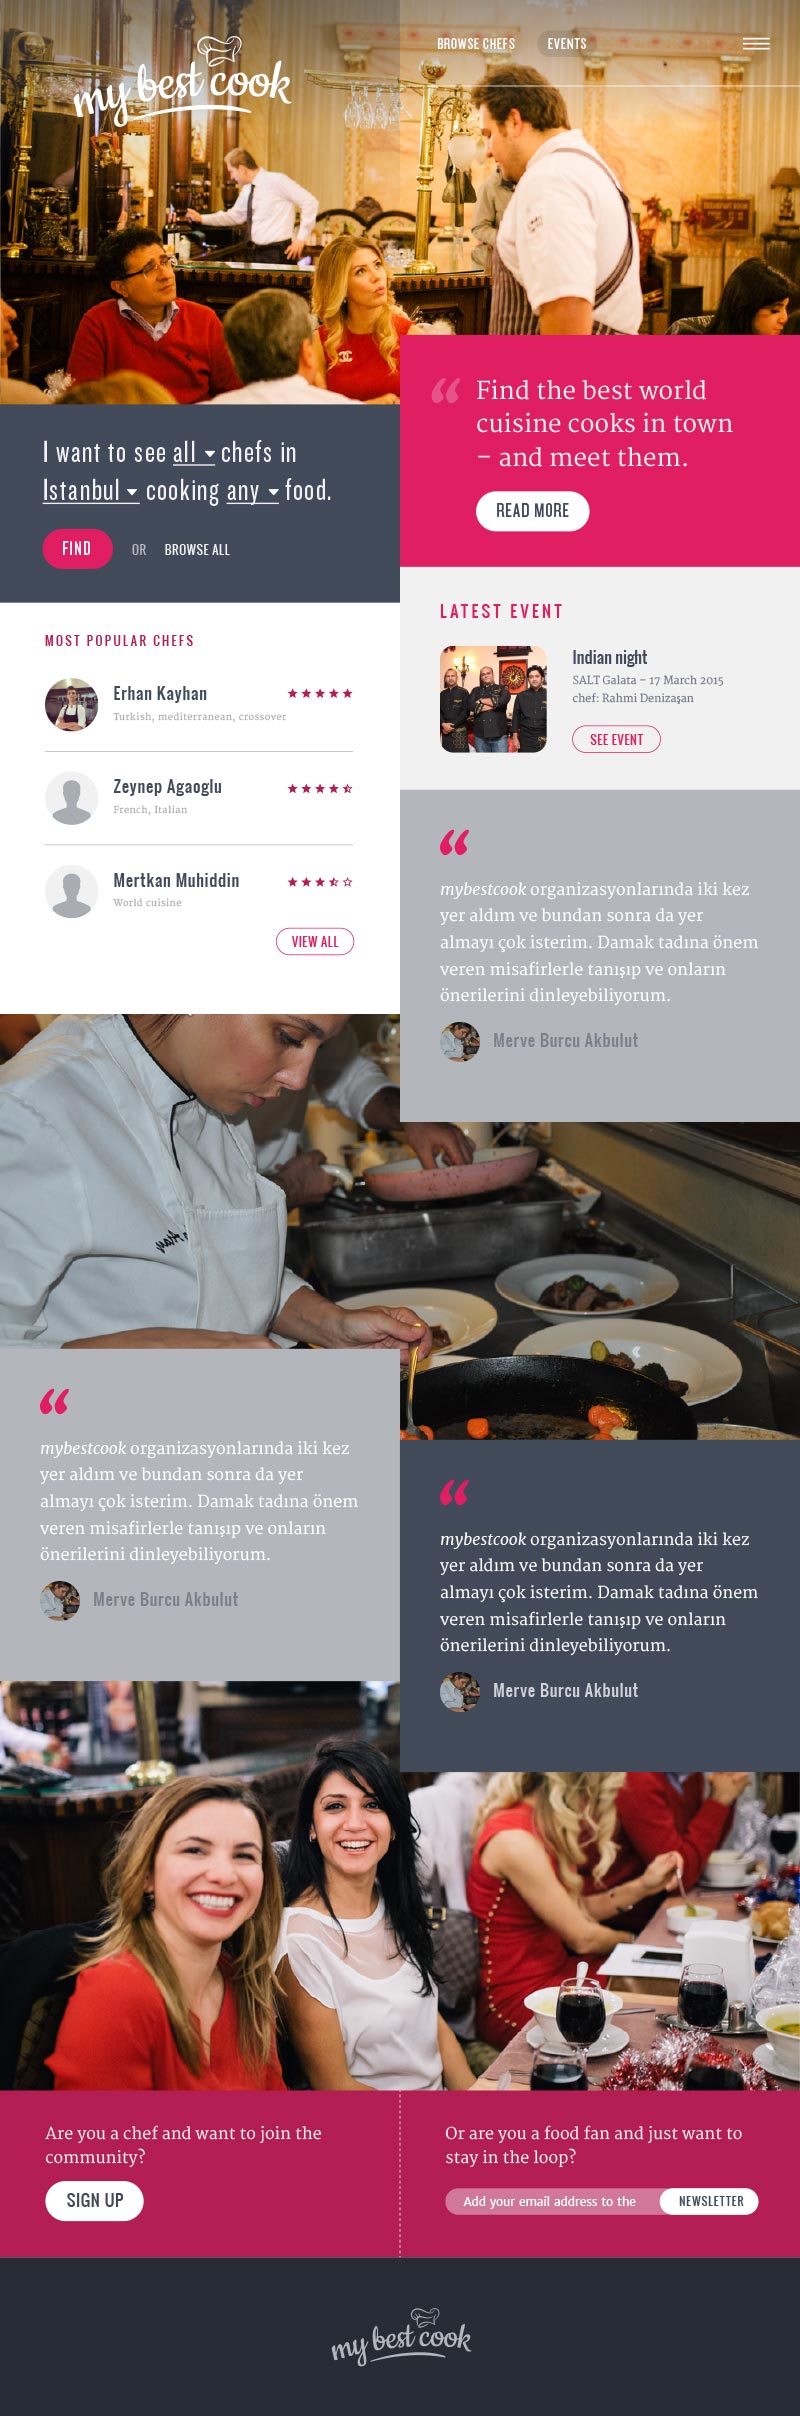 my best cook
BROWSE CHEFS
EVENTS
I want to see all chefs in
Istanbul cooking any food.
FIND
OR
BROWSE ALL
“ Find the best world
cuisine cooks in town
– and meet them.
READ MORE
MOST POPULAR CHEFS
Erhan Kayhan
Turkish, mediterranean, crossover
Zeynep Agaoglu
French, Italian
Mertkan Muhiddin
World cuisine
VIEW ALL
LATEST EVENT
Indian night
SALT Galata – 17 March 2015
chef: Rahmi Denizaşan
SEE EVENT
“
mybestcook organizasyonlarında iki kez
yer aldım ve bundan sonra da yer
almayı çok isterim. Damak tadına önem
veren misafirlerle tanışıp ve onların
önerilerini dinleyebiliyorum.
Merve Burcu Akbulut
“
mybestcook organizasyonlarında iki kez
yer aldım ve bundan sonra da yer
almayı çok isterim. Damak tadına önem
veren misafirlerle tanışıp ve onların
önerilerini dinleyebiliyorum.
Merve Burcu Akbulut
“
mybestcook organizasyonlarında iki kez
yer aldım ve bundan sonra da yer
almayı çok isterim. Damak tadına önem
veren misafirlerle tanışıp ve onların
önerilerini dinleyebiliyorum.
Merve Burcu Akbulut
Are you a chef and want to join the
community?
SIGN UP
Or are you a food fan and just want to
stay in the loop?
Add your email address to the
NEWSLETTER
my best cook